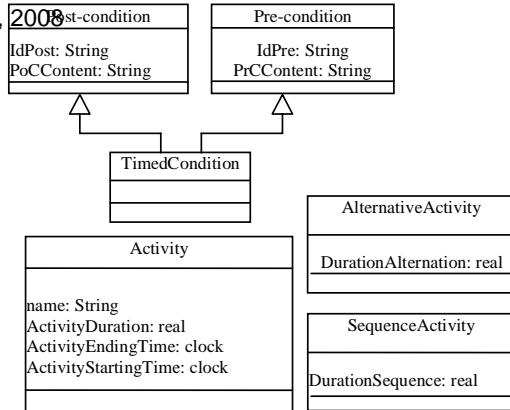 , 2008
Post-condition
IdPost: String
PoCContent: String
Pre-condition
IdPre: String
PrCContent: String
TimedCondition
Activity
name: String
ActivityDuration: real
ActivityEndingTime: clock
ActivityStartingTime: clock
AlternativeActivity
DurationAlternation: real
SequenceActivity
DurationSequence: real